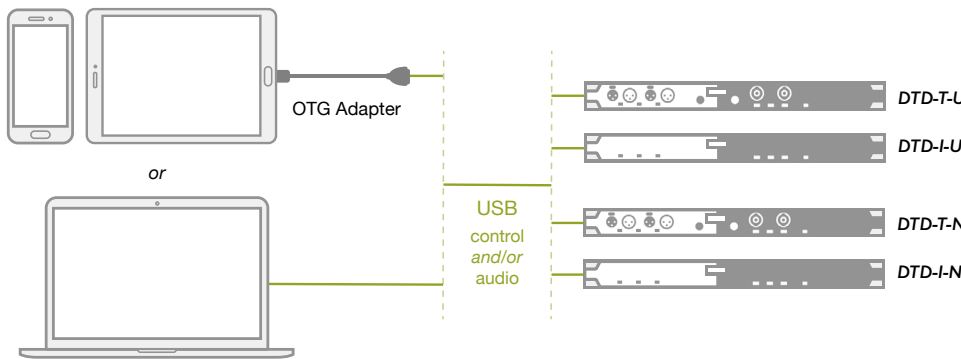 OTG Adapter
or
USB
control
and/or
audio
DTD-T-U
DTD-I-U
DTD-T-N
DTD-I-N